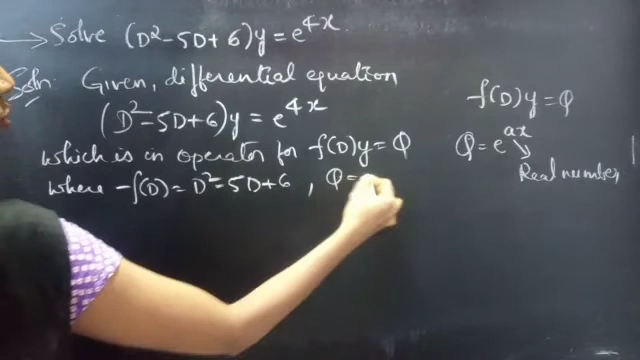 → Solve (D²-5D+6)y = e^{4x}
Soln: Given, differential equation
(D²-5D+6)y = e^{4x}
which is in operator for f(D)y = Q
where f(D) = D²-5D+6 , Q =
f(D)y = Q
Q = e^{ax}
Real number